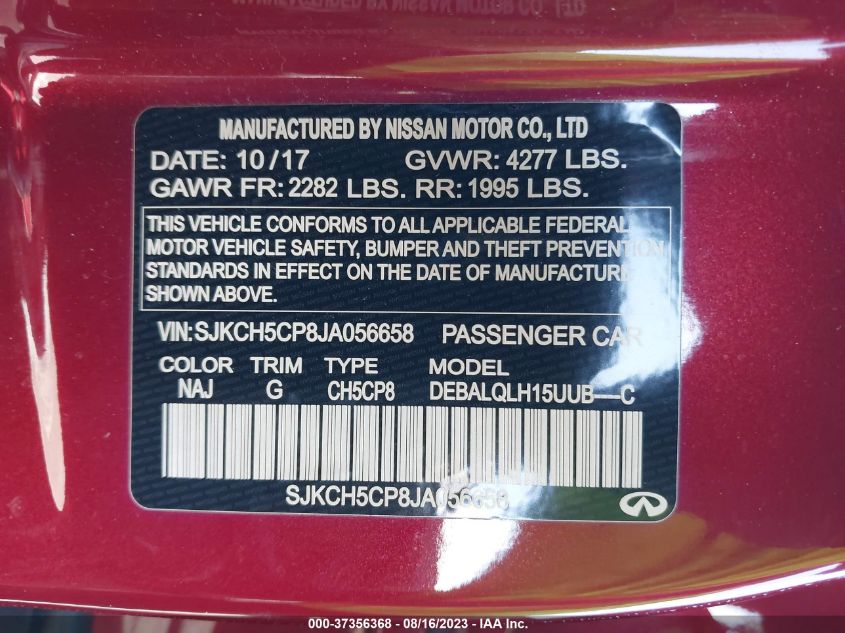 MANUFACTURED BY NISSAN MOTOR CO., LTD
DATE: 10/17 GVWR: 4277 LBS.
GAWR FR: 2282 LBS. RR: 1995 LBS.
THIS VEHICLE CONFORMS TO ALL APPLICABLE FEDERAL
MOTOR VEHICLE SAFETY, BUMPER AND THEFT PREVENTION
STANDARDS IN EFFECT ON THE DATE OF MANUFACTURE
SHOWN ABOVE.
VIN: SJKCH5CP8JA056658 PASSENGER CAR
COLOR TRIM TYPE MODEL
NAJ G CH5CP8 DEBALQLH15UUB--C
SJKCH5CP8JA056658
000-37356368 - 08/16/2023 - IAA Inc.